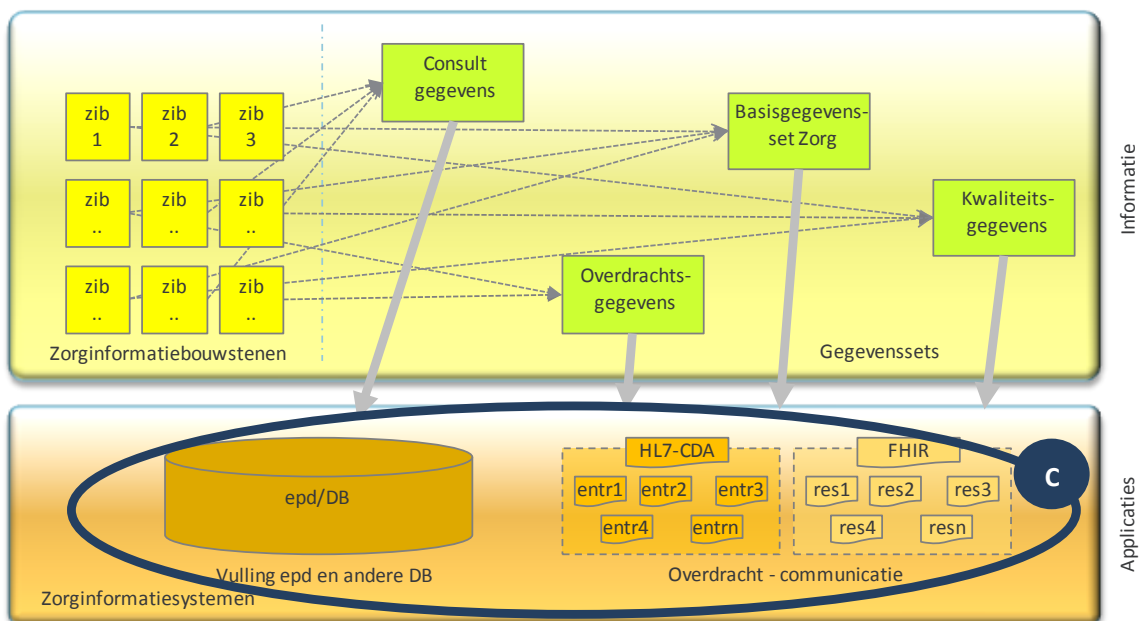 Consult
gegevens
zib
1
zib
2
zib
3
Basisgegevens-
set Zorg
zib
..
zib
..
zib
..
Kwaliteits-
gegevens
zib
..
zib
..
zib
..
Overdrachts-
gegevens
Zorginformatiebouwstenen
Gegevenssets
Informatie
HL7-CDA
FHIR
C
epd/DB
entr1
entr2
entr3
res1
res2
res3
entr4
entrn
res4
resn
Vulling epd en andere DB
Overdracht - communicatie
Zorginformatiesystemen
Applicaties